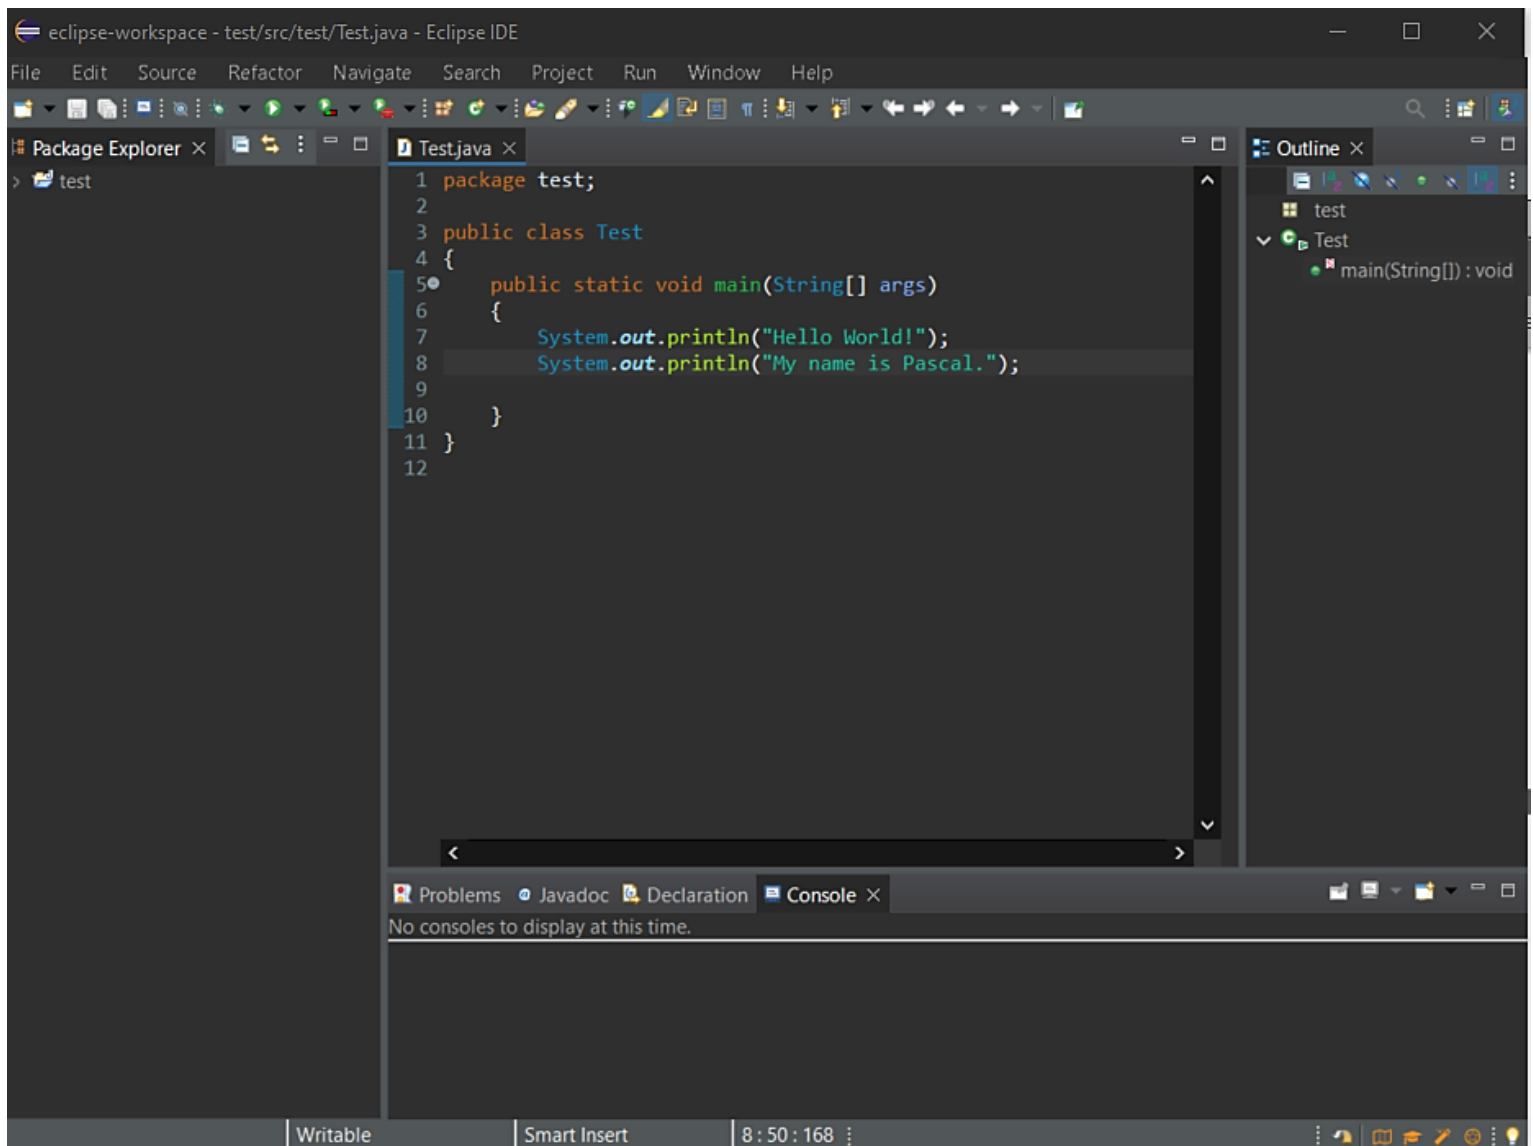 eclipse-workspace - test/src/test/Test.java - Eclipse IDE
File Edit Source Refactor Navigate Search Project Run Window Help
Package Explorer
test
Test.java
1 package test;
2
3 public class Test
4 {
5 public static void main(String[] args)
6 {
7 System.out.println("Hello World!");
8 System.out.println("My name is Pascal.");
9
10 }
11 }
12
Outline
test
Test
main(String[]) : void
Problems Javadoc Declaration Console
No consoles to display at this time.
Writable Smart Insert 8 : 50 : 168